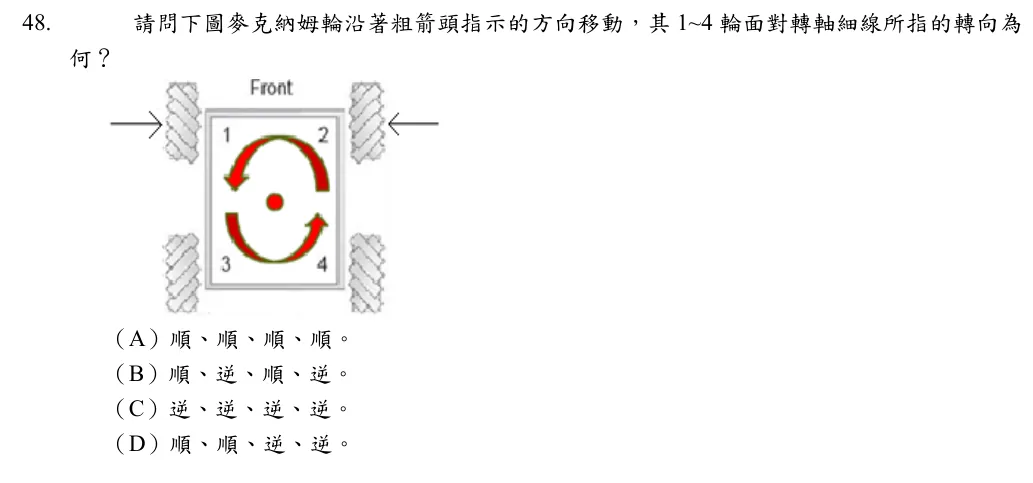 48. 請問下圖麥克納姆輪沿著粗箭頭指示的方向移動，其 1~4 輪面對轉軸細線所指的轉向為
何？
Front
1 2
3 4
（A）順、順、順、順。
（B）順、逆、順、逆。
（C）逆、逆、逆、逆。
（D）順、順、逆、逆。